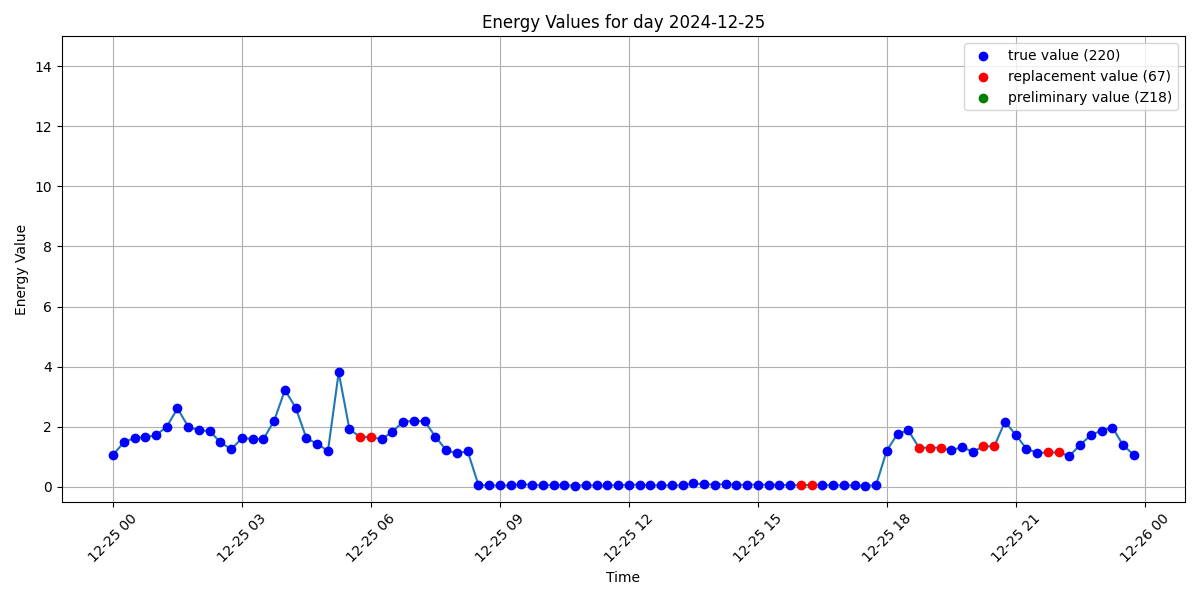 Energy Values for day 2024-12-25
true value (220)
replacement value (67)
preliminary value (Z18)
Energy Value
14
12
10
8
6
4
2
0
12-25 00
12-25 03
12-25 06
12-25 09
12-25 12
12-25 15
12-25 18
12-25 21
12-26 00
Time